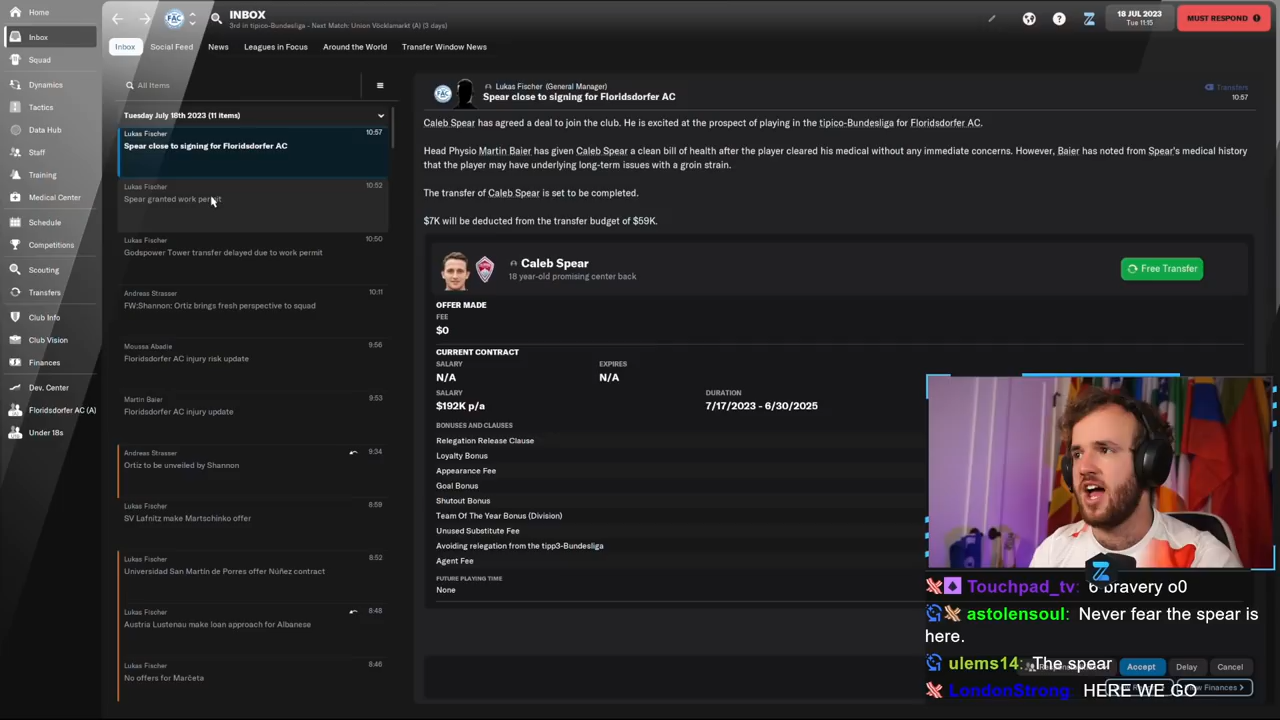 Home
Inbox
Squad
Dynamics
Tactics
Data Hub
Staff
Training
Medical Center
Schedule
Competitions
Scouting
Transfers
Club Info
Club Vision
Finances
Dev. Center
Floridsdorfer AC (A)
Under 18s
FAC
INBOX
3rd in tipico-Bundesliga - Next Match: Union Vöcklamarkt (A) (3 days)
18 JUL 2023
Tue 11:15
MUST RESPOND
Inbox
Social Feed
News
Leagues in Focus
Around the World
Transfer Window News
All Items
Tuesday July 18th 2023 (11 items)
Lukas Fischer 10:57
Spear close to signing for Floridsdorfer AC
Lukas Fischer 10:52
Spear granted work permit
Lukas Fischer 10:50
Godspower Tower transfer delayed due to work permit
Andreas Strasser 10:11
FW:Shannon: Ortiz brings fresh perspective to squad
Moussa Abadie 9:56
Floridsdorfer AC injury risk update
Martin Baier 9:53
Floridsdorfer AC injury update
Andreas Strasser 9:34
Ortiz to be unveiled by Shannon
Lukas Fischer 8:59
SV Lafnitz make Martschinko offer
Lukas Fischer 8:52
Universidad San Martín de Porres offer Núñez contract
Lukas Fischer 8:48
Austria Lustenau make loan approach for Albanese
Lukas Fischer 8:46
No offers for Marčeta
FAC
Lukas Fischer (General Manager)
Spear close to signing for Floridsdorfer AC
Transfers
10:57
Caleb Spear has agreed a deal to join the club. He is excited at the prospect of playing in the tipico-Bundesliga for Floridsdorfer AC.
Head Physio Martin Baier has given Caleb Spear a clean bill of health after the player cleared his medical without any immediate concerns. However, Baier has noted from Spear's medical history
that the player may have underlying long-term issues with a groin strain.
The transfer of Caleb Spear is set to be completed.
$7K will be deducted from the transfer budget of $59K.
Caleb Spear
18 year-old promising center back
Free Transfer
OFFER MADE
FEE
$0
CURRENT CONTRACT
SALARY EXPIRES
N/A N/A
SALARY DURATION
$192K p/a 7/17/2023 - 6/30/2025
BONUSES AND CLAUSES
Relegation Release Clause
Loyalty Bonus
Appearance Fee
Goal Bonus
Shutout Bonus
Team Of The Year Bonus (Division)
Unused Substitute Fee
Avoiding relegation from the tipp3-Bundesliga
Agent Fee
FUTURE PLAYING TIME
None
Touchpad_tv: 6 bravery o0
astolensoul: Never fear the spear is
here.
ulems14: The spear
LondonStrong: HERE WE GO
Accept
Delay
Cancel
Finances